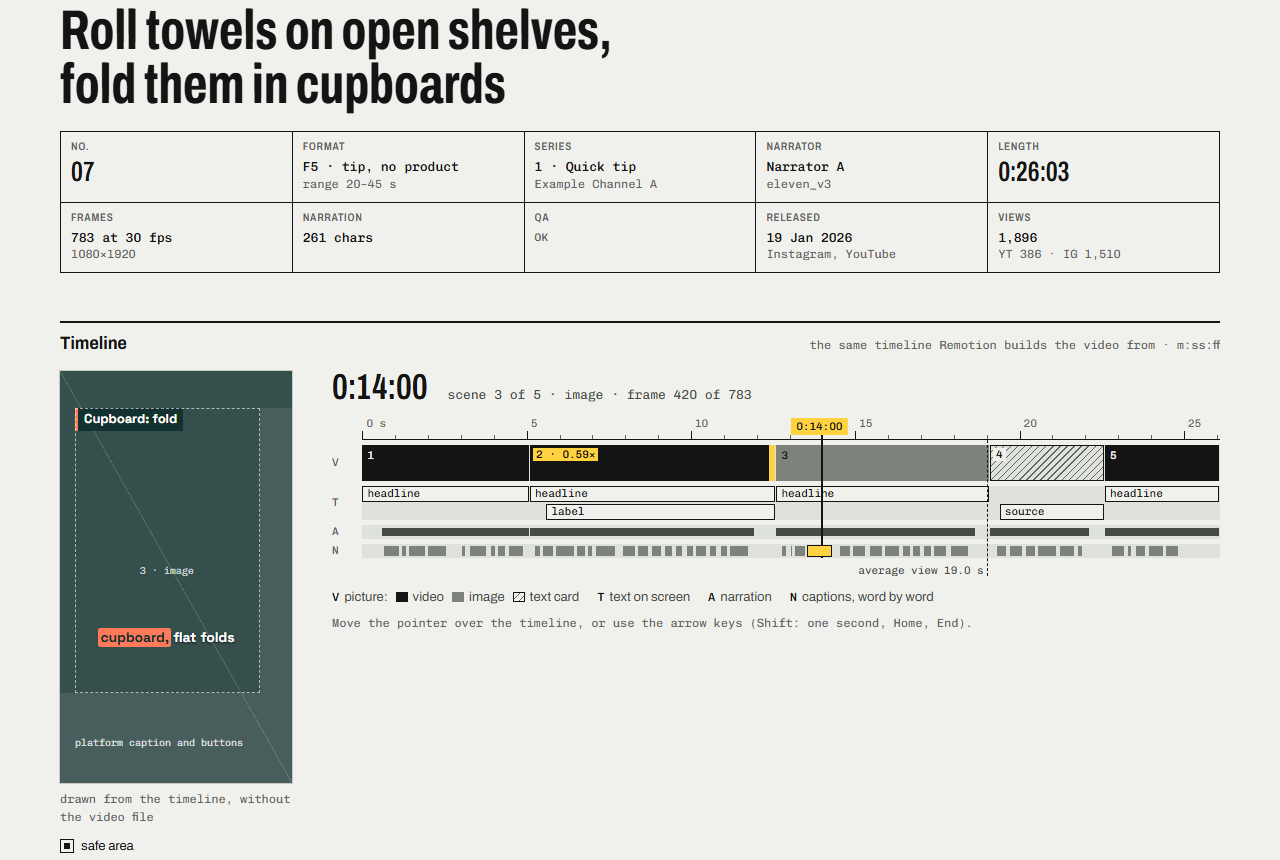 Roll towels on open shelves,
fold them in cupboards
NO.
07
FORMAT
F5 · tip, no product
range 20–45 s
SERIES
1 · Quick tip
Example Channel A
NARRATOR
Narrator A
eleven_v3
LENGTH
0:26:03
FRAMES
783 at 30 fps
1080×1920
NARRATION
261 chars
QA
OK
RELEASED
19 Jan 2026
Instagram, YouTube
VIEWS
1,896
YT 386 · IG 1,510
Timeline
the same timeline Remotion builds the video from · m:ss:ff
Cupboard: fold
3 · image
cupboard, flat folds
platform caption and buttons
drawn from the timeline, without
the video file
safe area
0:14:00 scene 3 of 5 · image · frame 420 of 783
0 s 5 10 0:14:00 15 20 25
V 1 2 · 0.59× 3 4 5
T headline headline headline headline
label source
A
N
average view 19.0 s
V picture: video image text card T text on screen A narration N captions, word by word
Move the pointer over the timeline, or use the arrow keys (Shift: one second, Home, End).